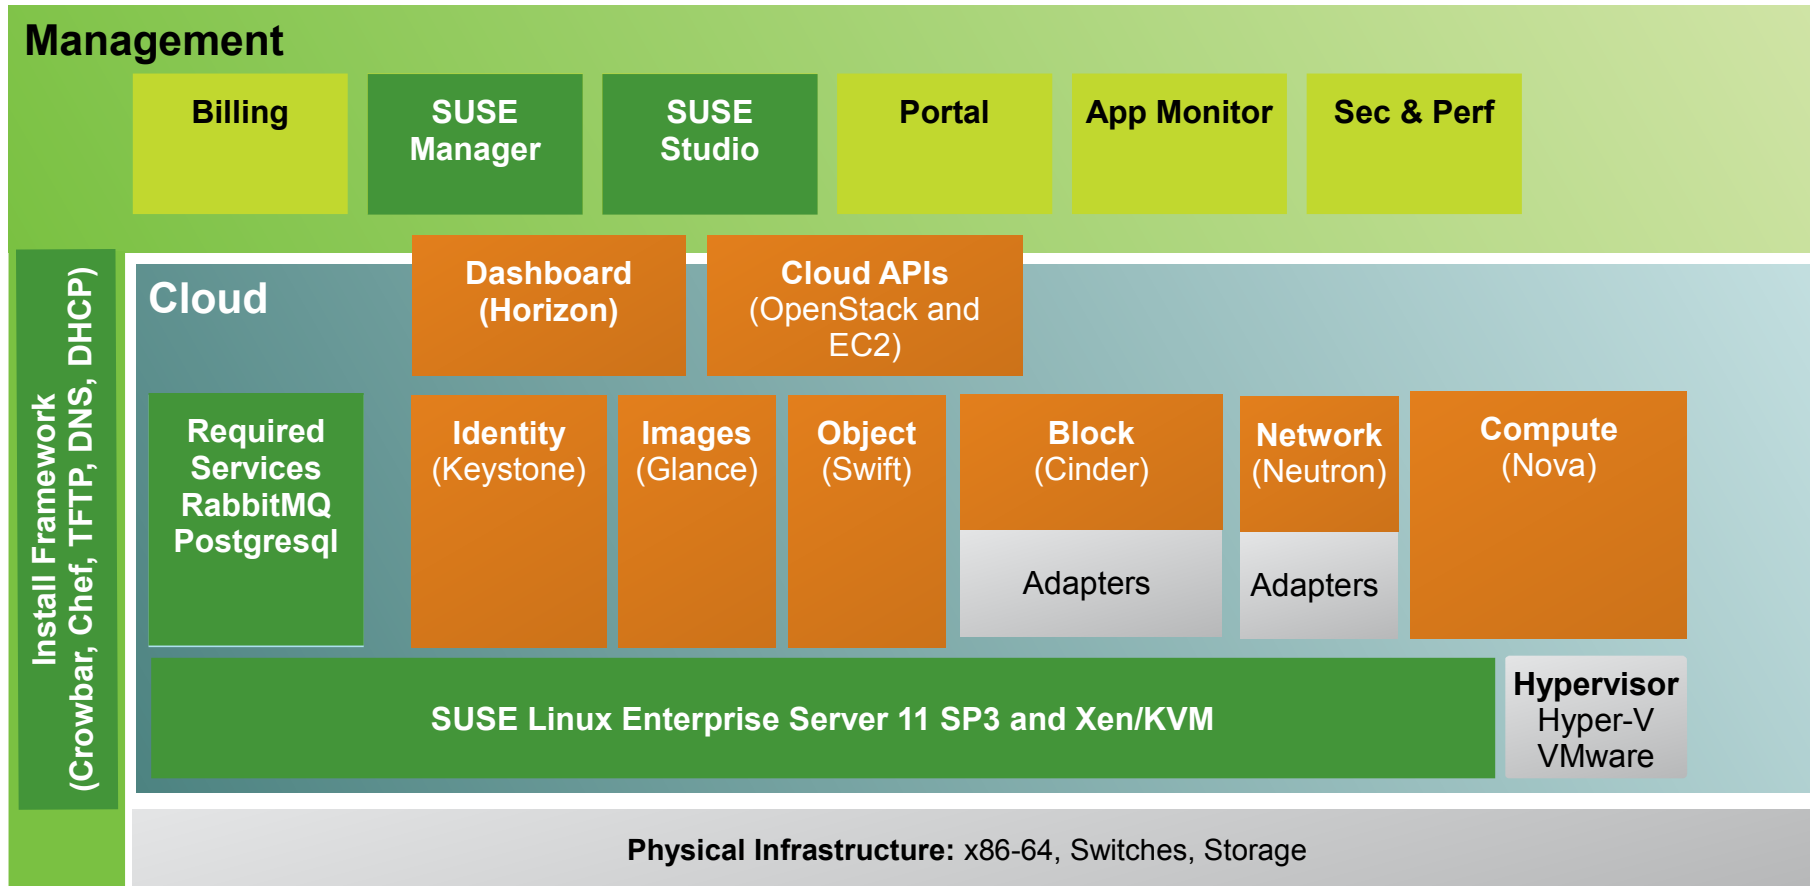 Management
Billing
SUSE
Manager
SUSE
Studio
Portal
App Monitor
Sec & Perf
Install Framework
(Crowbar, Chef, TFTP, DNS, DHCP)
Cloud
Dashboard
(Horizon)
Cloud APIs
(OpenStack and
EC2)
Required
Services
RabbitMQ
Postgresql
Identity
(Keystone)
Images
(Glance)
Object
(Swift)
Block
(Cinder)
Adapters
Network
(Neutron)
Adapters
Compute
(Nova)
SUSE Linux Enterprise Server 11 SP3 and Xen/KVM
Hypervisor
Hyper-V
VMware
Physical Infrastructure: x86-64, Switches, Storage